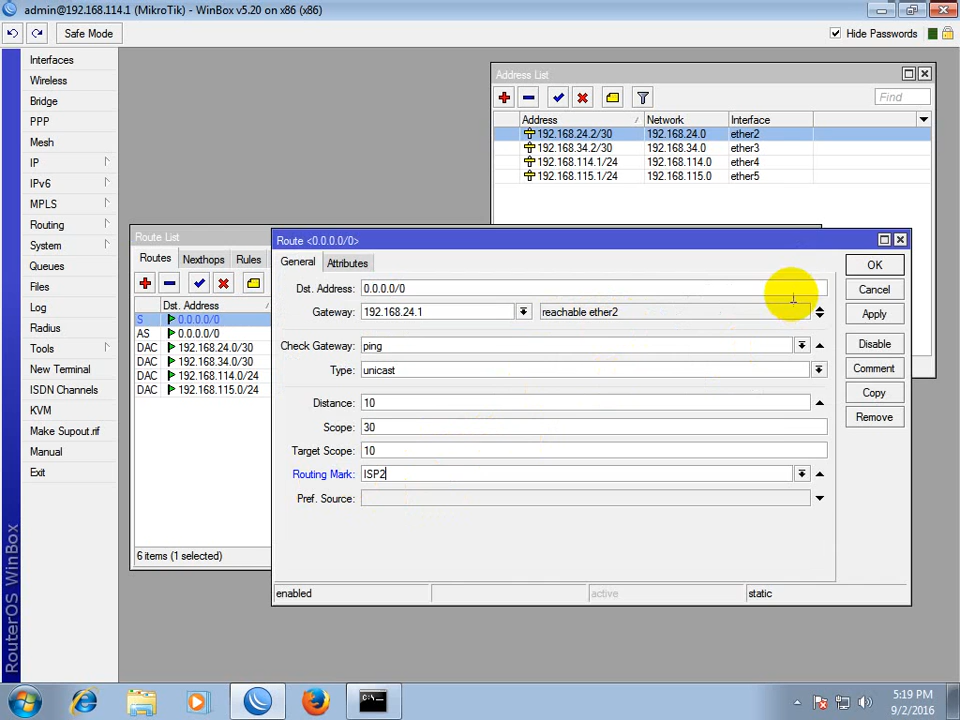 admin@192.168.114.1 (MikroTik) - WinBox v5.20 on x86 (x86)
Safe Mode
Hide Passwords
Interfaces
Wireless
Bridge
PPP
Mesh
IP
IPv6
MPLS
Routing
System
Queues
Files
Log
Radius
Tools
New Terminal
ISDN Channels
KVM
Make Supout.rif
Manual
Exit
RouterOS WinBox
Address List
Find
Address Network Interface
192.168.24.2/30 192.168.24.0 ether2
192.168.34.2/30 192.168.34.0 ether3
192.168.114.1/24 192.168.114.0 ether4
192.168.115.1/24 192.168.115.0 ether5
Route List
Routes Nexthops Rules
Dst. Address
S 0.0.0.0/0
AS 0.0.0.0/0
DAC 192.168.24.0/30
DAC 192.168.34.0/30
DAC 192.168.114.0/24
DAC 192.168.115.0/24
6 items (1 selected)
Route <0.0.0.0/0>
General Attributes
Dst. Address: 0.0.0.0/0
Gateway: 192.168.24.1 reachable ether2
Check Gateway: ping
Type: unicast
Distance: 10
Scope: 30
Target Scope: 10
Routing Mark: ISP2
Pref. Source:
OK
Cancel
Apply
Disable
Comment
Copy
Remove
enabled active static
5:19 PM
9/2/2016